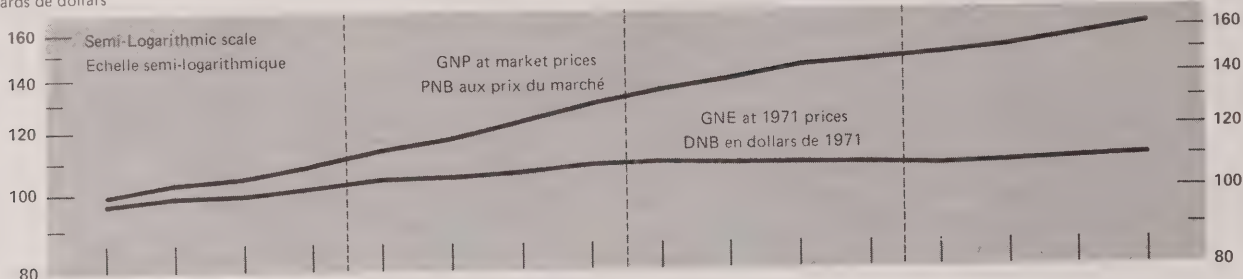 ards de dollars
160
Semi-Logarithmic scale
Echelle semi-logarithmique
GNP at market prices
PNB aux prix du marché
160
140
140
GNE at 1971 prices
DNB en dollars de 1971
120
120
100
100
80
80